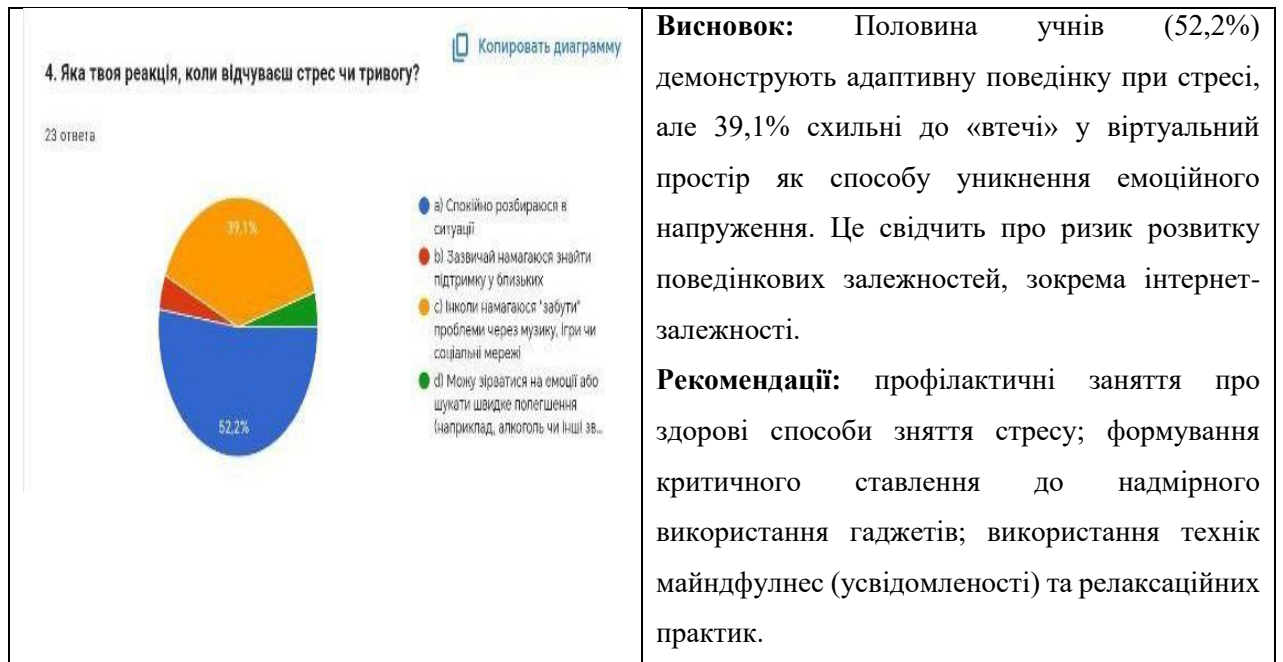 Копировать диаграмму
4. Яка твоя реакція, коли відчуваєш стрес чи тривогу?
23 ответа
39,1%
52,2%
a) Спокійно розбираюся в
ситуації
b) Зазвичай намагаюся знайти
підтримку у близьких
c) Інколи намагаюся "забути"
проблеми через музику, ігри чи
соціальні мережі
d) Можу зірватися на емоції або
шукати швидке полегшення
(наприклад, алкоголь чи інші зв...
Висновок: Половина учнів (52,2%)
демонструють адаптивну поведінку при стресі,
але 39,1% схильні до «втечі» у віртуальний
простір як способу уникнення емоційного
напруження. Це свідчить про ризик розвитку
поведінкових залежностей, зокрема інтернет-
залежності.
Рекомендації: профілактичні заняття про
здорові способи зняття стресу; формування
критичного ставлення до надмірного
використання гаджетів; використання технік
майндфулнес (усвідомленості) та релаксаційних
практик.